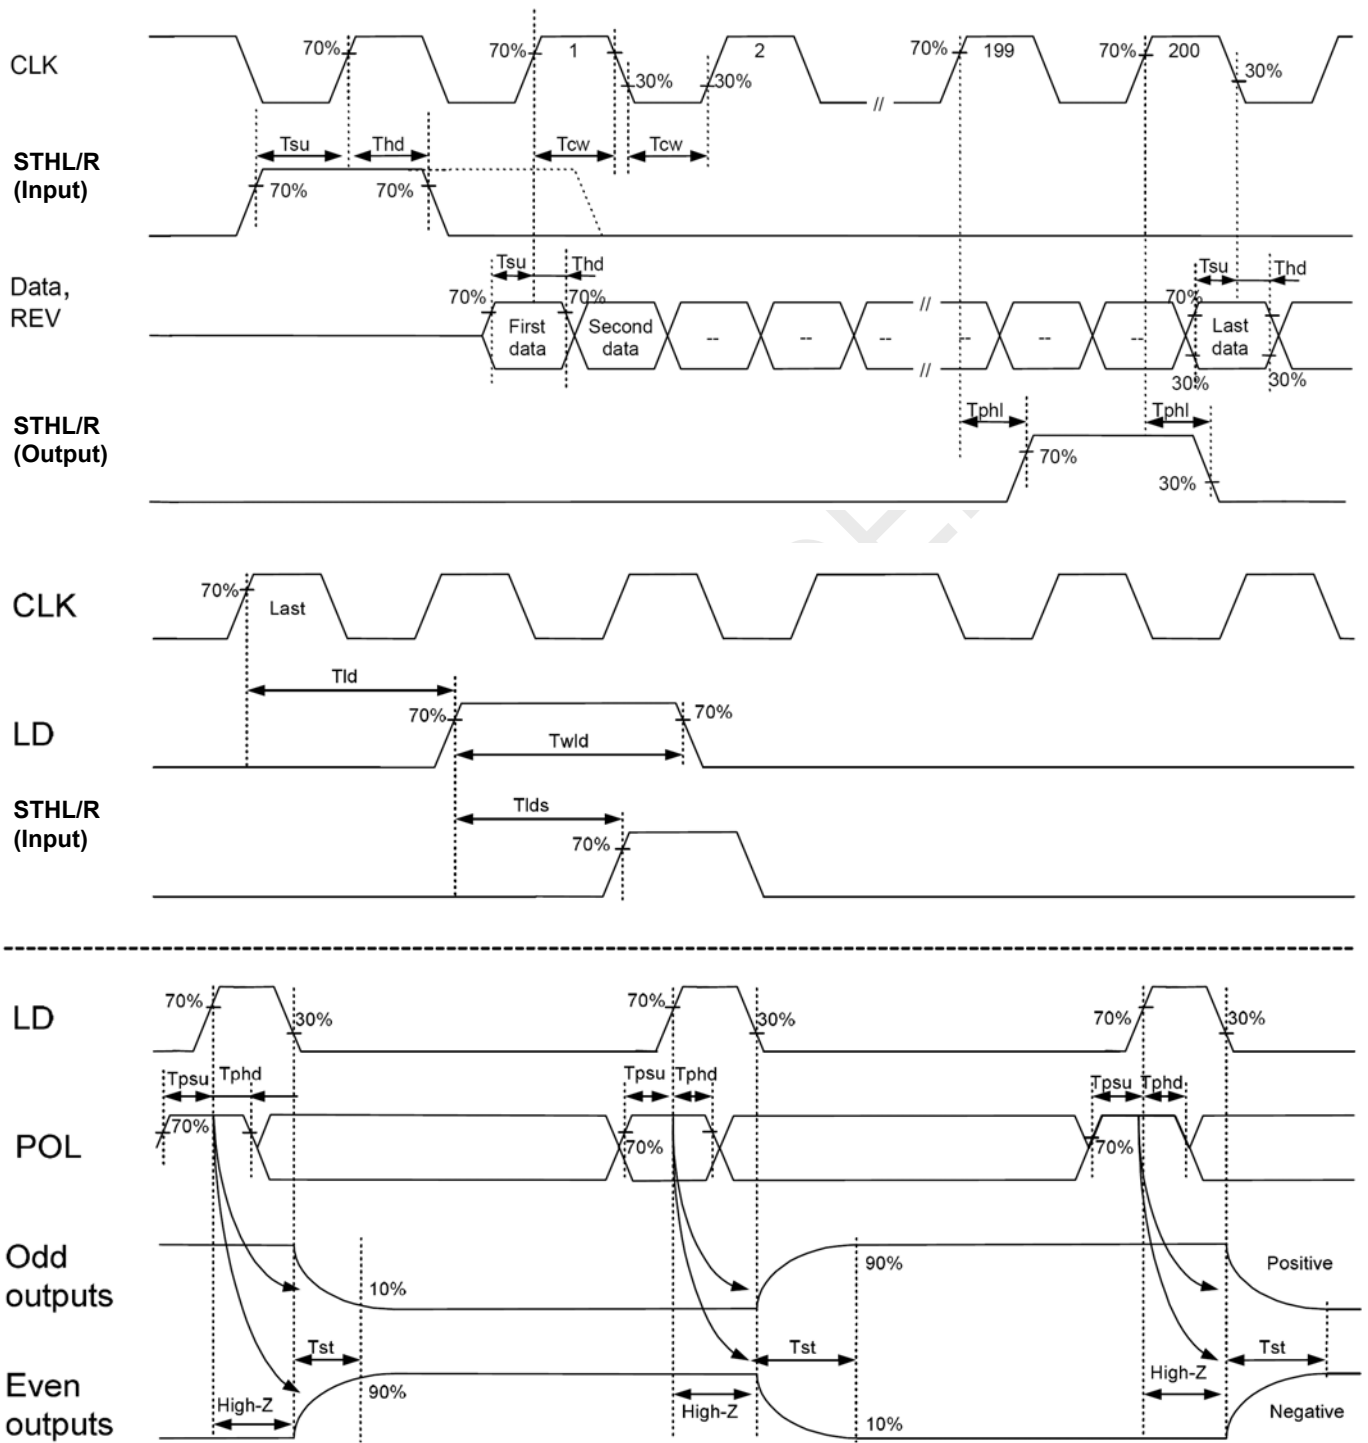 CLK
70%
70%
1
30%
30%
2
70%
199
70%
200
30%
STHL/R
(Input)
Tsu
Thd
Tcw
Tcw
70%
70%
Data,
REV
Tsu
Thd
70%
70%
First
data
Second
data
--
--
--
//
//
--
--
--
Tsu
Thd
70%
Last
data
30%
30%
STHL/R
(Output)
Tphl
Tphl
70%
30%
//
CLK
70%
Last
Tld
LD
70%
70%
Twld
STHL/R
(Input)
Tlds
70%
LD
70%
30%
70%
30%
70%
30%
POL
Tpsu
Tphd
70%
Tpsu
Tphd
70%
Tpsu
Tphd
70%
Odd
outputs
10%
90%
Positive
Even
outputs
Tst
90%
High-Z
Tst
High-Z
10%
Tst
High-Z
Negative